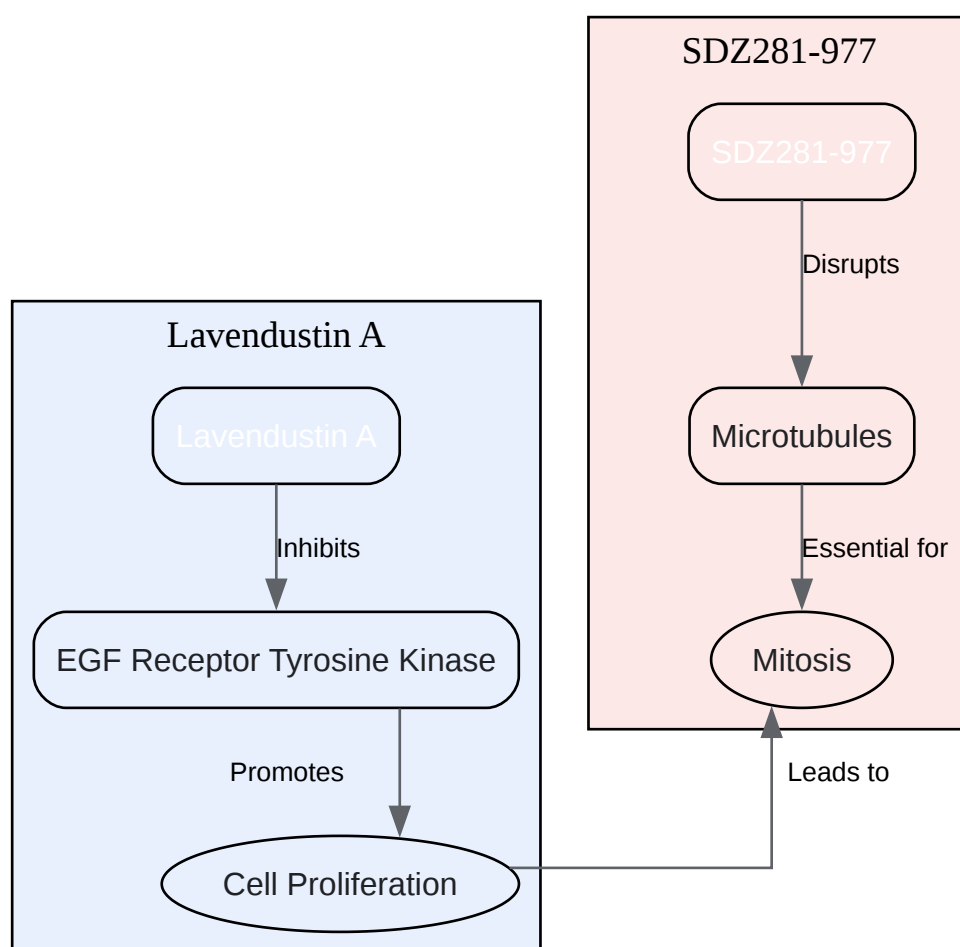 SDZ281-977
SDZ281-977
Disrupts
Lavendustin A
Lavendustin A
Microtubules
Inhibits
Essential for
EGF Receptor Tyrosine Kinase
Mitosis
Promotes
Leads to
Cell Proliferation